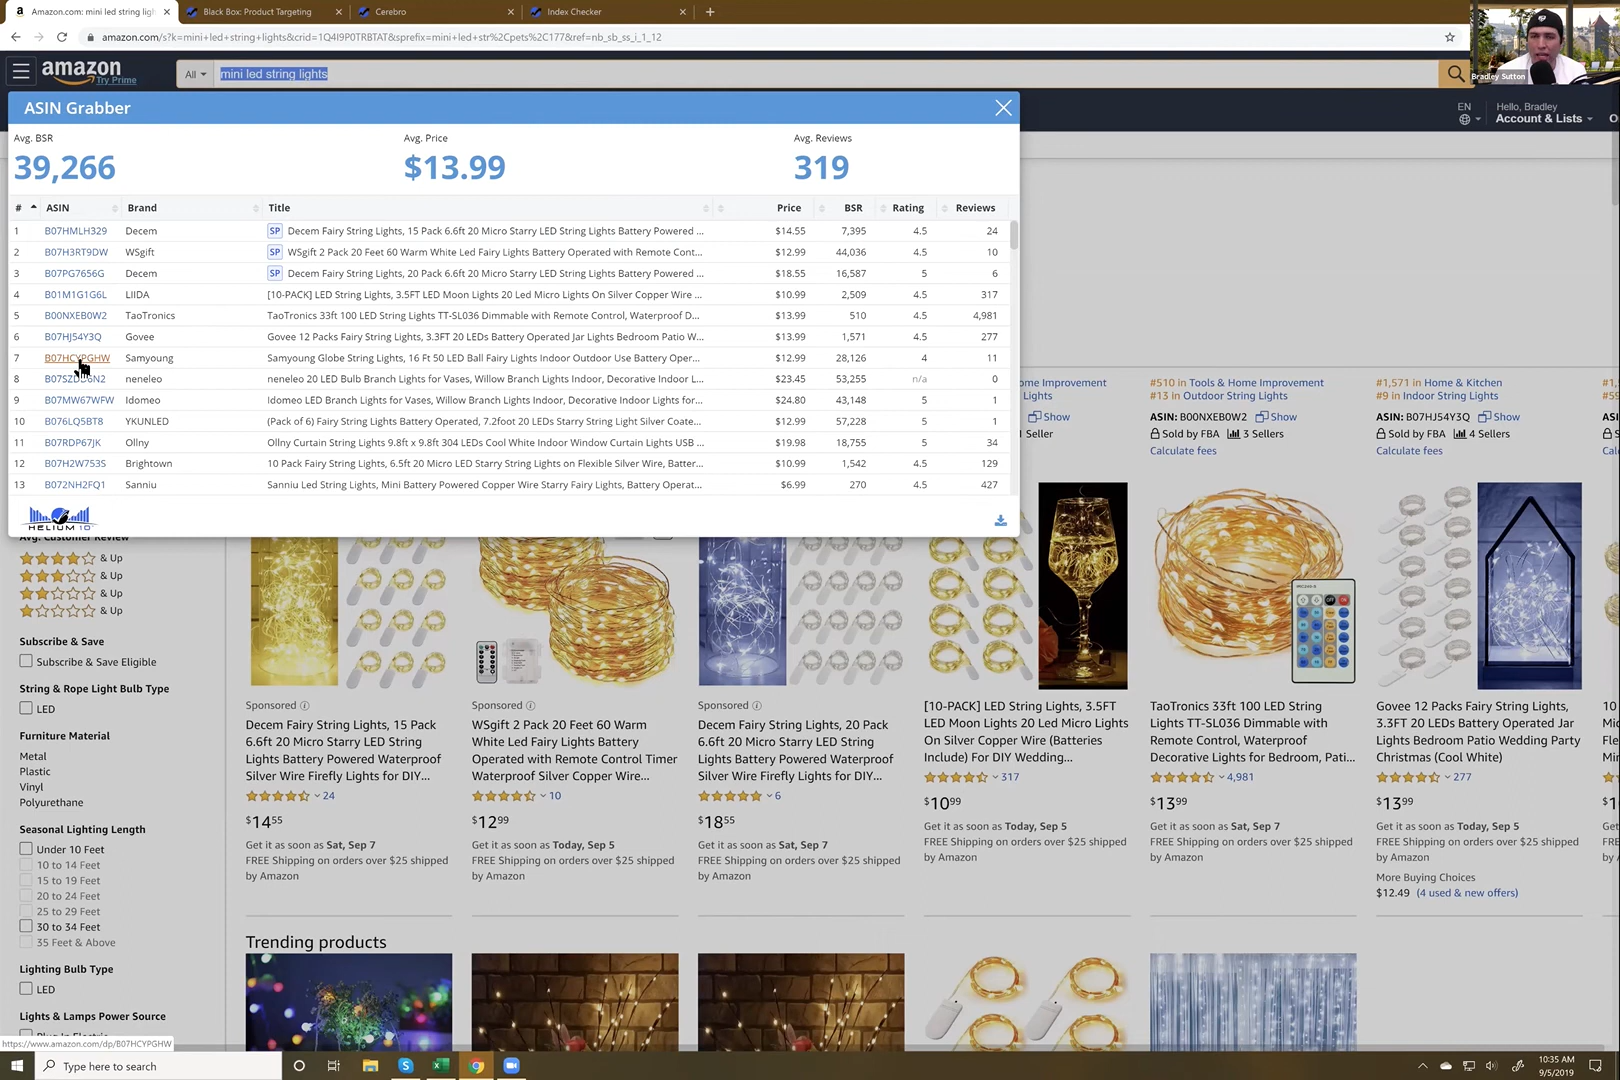 Amazon.com: mini led string ligh
Black Box: Product Targeting
Cerebro
Index Checker
amazon.com/s?k=mini+led+string+lights&crid=1Q4I9P0TRBTAT&sprefix=mini+led+str%2Cpets%2C177&ref=nb_sb_ss_i_1_12
amazon
Try Prime
All
mini led string lights
Bradley Sutton
EN
Hello, Bradley
Account & Lists
ASIN Grabber
Avg. BSR
Avg. Price
Avg. Reviews
39,266
$13.99
319
# ASIN Brand Title Price BSR Rating Reviews
1 B07HMLH329 Decem SP Decem Fairy String Lights, 15 Pack 6.6ft 20 Micro Starry LED String Lights Battery Powered ... $14.55 7,395 4.5 24
2 B07H3RT9DW WSgift SP WSgift 2 Pack 20 Feet 60 Warm White Led Fairy Lights Battery Operated with Remote Cont... $12.99 44,036 4.5 10
3 B07PG7656G Decem SP Decem Fairy String Lights, 20 Pack 6.6ft 20 Micro Starry LED String Lights Battery Powered ... $18.55 16,587 5 6
4 B01M1G1G6L LIIDA [10-PACK] LED String Lights, 3.5FT LED Moon Lights 20 Led Micro Lights On Silver Copper Wire ... $10.99 2,509 4.5 317
5 B00NXEB0W2 TaoTronics TaoTronics 33ft 100 LED String Lights TT-SL036 Dimmable with Remote Control, Waterproof D... $13.99 510 4.5 4,981
6 B07HJ54Y3Q Govee Govee 12 Packs Fairy String Lights, 3.3FT 20 LEDs Battery Operated Jar Lights Bedroom Patio W... $13.99 1,571 4.5 277
7 B07HCYPGHW Samyoung Samyoung Globe String Lights, 16 Ft 50 LED Ball Fairy Lights Indoor Outdoor Use Battery Oper... $12.99 28,126 4 11
8 neneleo neneleo 20 LED Bulb Branch Lights for Vases, Willow Branch Lights Indoor, Decorative Indoor L... $23.45 53,255 n/a 0
9 B07MW67WFW Idomeo Idomeo LED Branch Lights for Vases, Willow Branch Lights Indoor, Decorative Indoor Lights for... $24.80 43,148 5 1
10 B076LQ5BT8 YKUNLED (Pack of 6) Fairy String Lights Battery Operated, 7.2foot 20 LEDs Starry String Light Silver Coate... $12.99 57,228 5 1
11 B07RDP67JK Ollny Ollny Curtain String Lights 9.8ft x 9.8ft 304 LEDs Cool White Indoor Window Curtain Lights USB ... $19.98 18,755 5 34
12 B07H2W753S Brightown 10 Pack Fairy String Lights, 6.5ft 20 Micro LED Starry String Lights on Flexible Silver Wire, Batter... $10.99 1,542 4.5 129
13 B072NH2FQ1 Sanniu Sanniu Led String Lights, Mini Battery Powered Copper Wire Starry Fairy Lights, Battery Operat... $6.99 270 4.5 427
HELIUM 10
ome Improvement
Lights
Show
Seller
#510 in Tools & Home Improvement
#13 in Outdoor String Lights
ASIN: B00NXEB0W2 Show
Sold by FBA 3 Sellers
Calculate fees
#1,571 in Home & Kitchen
#9 in Indoor String Lights
ASIN: B07HJ54Y3Q Show
Sold by FBA 4 Sellers
Calculate fees
Avg. Customer Review
& Up
& Up
& Up
& Up
Subscribe & Save
Subscribe & Save Eligible
String & Rope Light Bulb Type
LED
Furniture Material
Metal
Plastic
Vinyl
Polyurethane
Seasonal Lighting Length
Under 10 Feet
10 to 14 Feet
15 to 19 Feet
20 to 24 Feet
25 to 29 Feet
30 to 34 Feet
35 Feet & Above
Lighting Bulb Type
LED
Lights & Lamps Power Source
Sponsored
Decem Fairy String Lights, 15 Pack
6.6ft 20 Micro Starry LED String
Lights Battery Powered Waterproof
Silver Wire Firefly Lights for DIY...
24
$14 55
Get it as soon as Sat, Sep 7
FREE Shipping on orders over $25 shipped
by Amazon
Sponsored
WSgift 2 Pack 20 Feet 60 Warm
White Led Fairy Lights Battery
Operated with Remote Control Timer
Waterproof Silver Copper Wire...
10
$12 99
Get it as soon as Today, Sep 5
FREE Shipping on orders over $25 shipped
by Amazon
Sponsored
Decem Fairy String Lights, 20 Pack
6.6ft 20 Micro Starry LED String
Lights Battery Powered Waterproof
Silver Wire Firefly Lights for DIY...
6
$18 55
Get it as soon as Sat, Sep 7
FREE Shipping on orders over $25 shipped
by Amazon
[10-PACK] LED String Lights, 3.5FT
LED Moon Lights 20 Led Micro Lights
On Silver Copper Wire (Batteries
Include) For DIY Wedding...
317
$10 99
Get it as soon as Today, Sep 5
FREE Shipping on orders over $25 shipped
by Amazon
TaoTronics 33ft 100 LED String
Lights TT-SL036 Dimmable with
Remote Control, Waterproof
Decorative Lights for Bedroom, Pati...
4,981
$13 99
Get it as soon as Sat, Sep 7
FREE Shipping on orders over $25 shipped
by Amazon
Govee 12 Packs Fairy String Lights,
3.3FT 20 LEDs Battery Operated Jar
Lights Bedroom Patio Wedding Party
Christmas (Cool White)
277
$13 99
Get it as soon as Today, Sep 5
FREE Shipping on orders over $25 shipped
by Amazon
More Buying Choices
$12.49 (4 used & new offers)
Trending products
https://www.amazon.com/dp/B07HCYPGHW
Type here to search
10:35 AM
9/5/2019